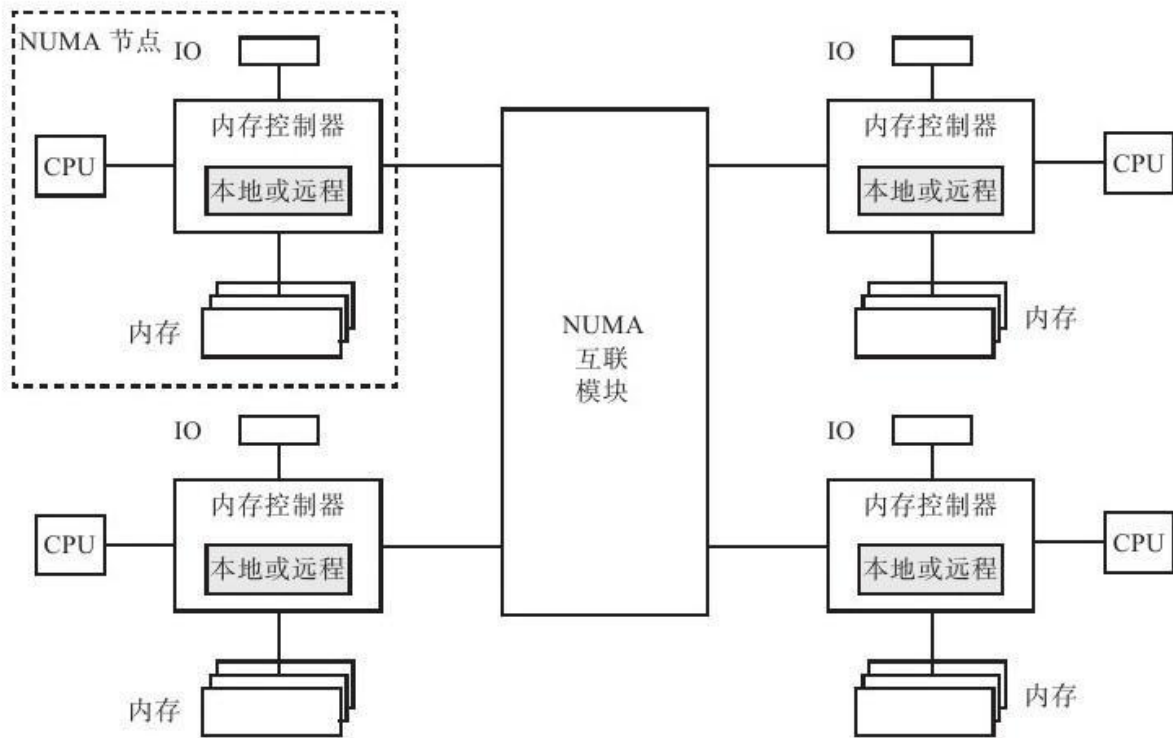 NUMA 节点
IO
内存控制器
CPU
本地或远程
内存
IO
内存控制器
CPU
本地或远程
内存
NUMA
互联
模块
IO
内存控制器
CPU
本地或远程
内存
IO
内存控制器
CPU
本地或远程
内存